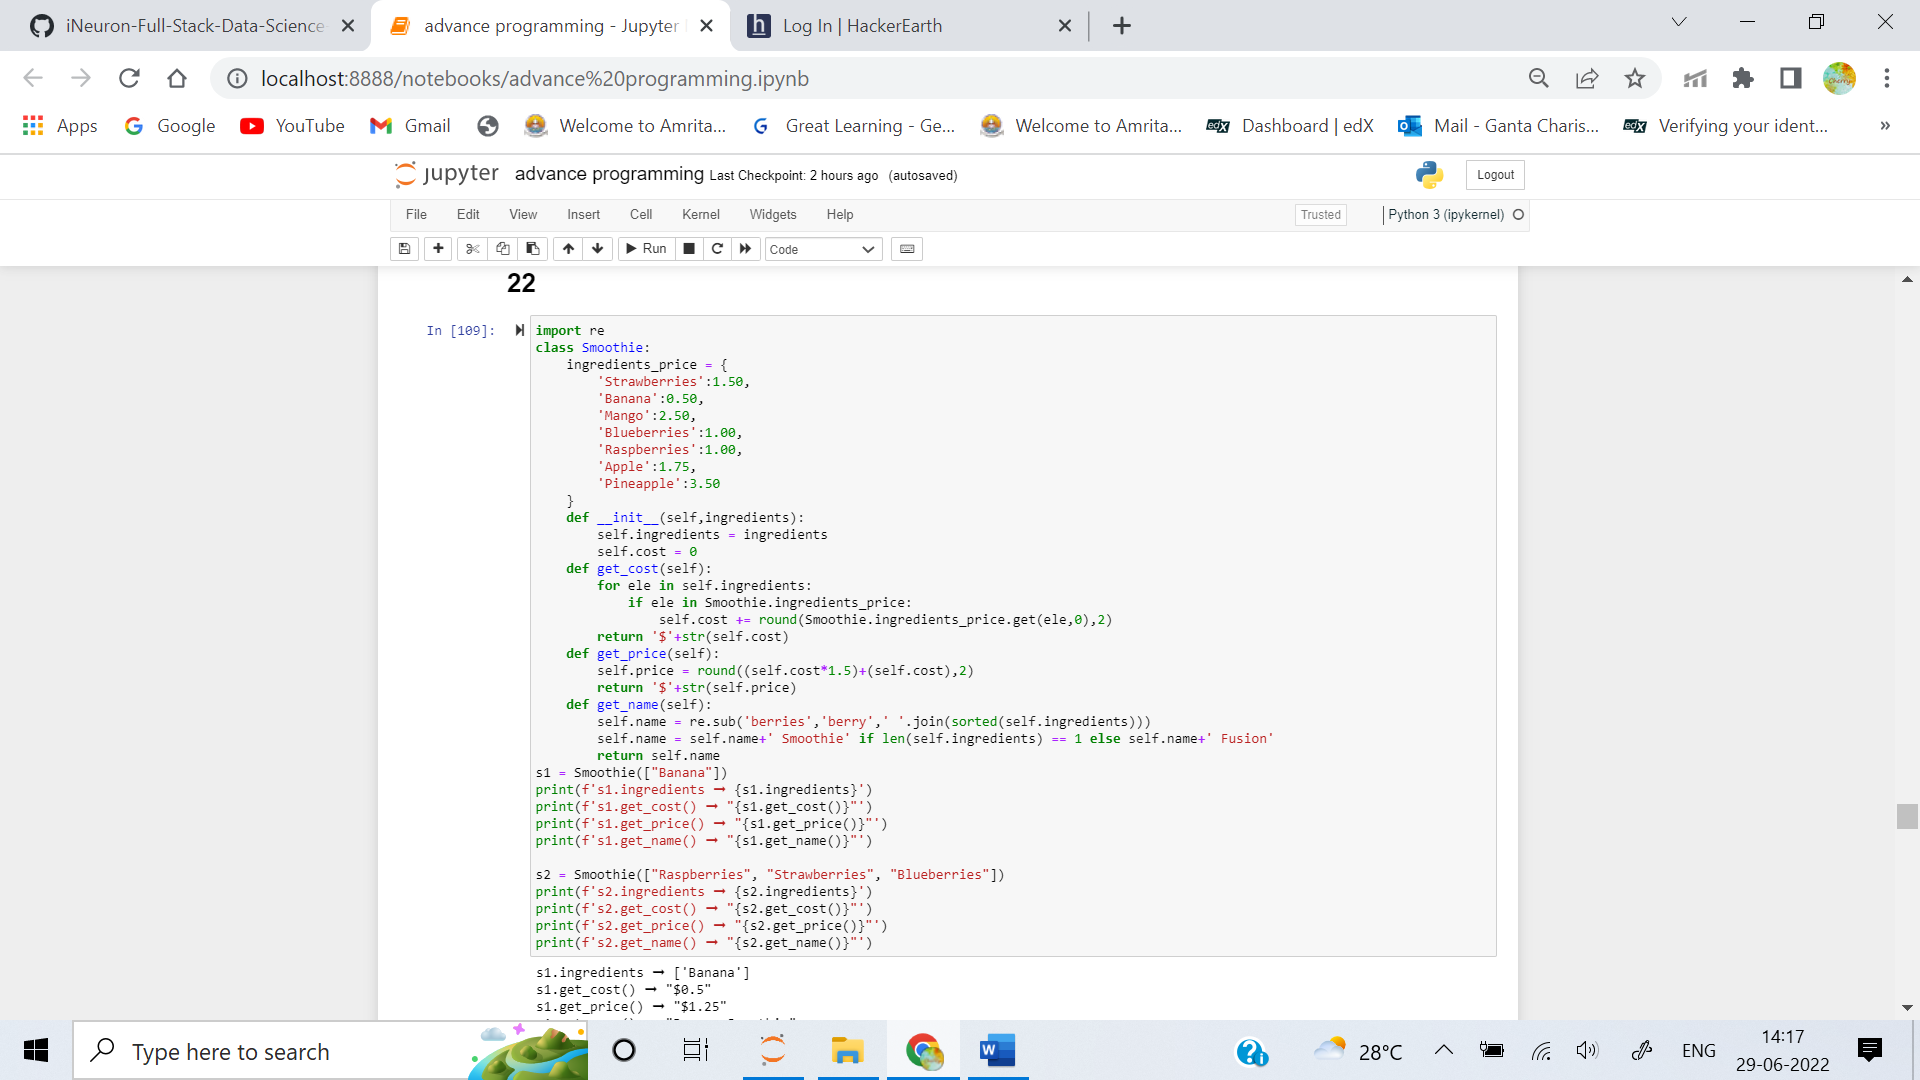 iNeuron-Full-Stack-Data-Science
advance programming - Jupyter
Log In | HackerEarth
localhost:8888/notebooks/advance%20programming.ipynb
Apps
Google
YouTube
Gmail
Welcome to Amrita...
Great Learning - Ge...
Welcome to Amrita...
Dashboard | edX
Mail - Ganta Charis...
Verifying your ident...
»
jupyter advance programming Last Checkpoint: 2 hours ago (autosaved)
Logout
File Edit View Insert Cell Kernel Widgets Help
Trusted
Python 3 (ipykernel)
Run
Code
22
In [109]:
import re
class Smoothie:
    ingredients_price = {
        'Strawberries':1.50,
        'Banana':0.50,
        'Mango':2.50,
        'Blueberries':1.00,
        'Raspberries':1.00,
        'Apple':1.75,
        'Pineapple':3.50
    }
    def __init__(self,ingredients):
        self.ingredients = ingredients
        self.cost = 0
    def get_cost(self):
        for ele in self.ingredients:
            if ele in Smoothie.ingredients_price:
                self.cost += round(Smoothie.ingredients_price.get(ele,0),2)
        return '$'+str(self.cost)
    def get_price(self):
        self.price = round((self.cost*1.5)+(self.cost),2)
        return '$'+str(self.price)
    def get_name(self):
        self.name = re.sub('berries','berry',' '.join(sorted(self.ingredients)))
        self.name = self.name+' Smoothie' if len(self.ingredients) == 1 else self.name+' Fusion'
        return self.name
s1 = Smoothie(["Banana"])
print(f's1.ingredients ➞ {s1.ingredients}')
print(f's1.get_cost() ➞ "{s1.get_cost()}"')
print(f's1.get_price() ➞ "{s1.get_price()}"')
print(f's1.get_name() ➞ "{s1.get_name()}"')
s2 = Smoothie(["Raspberries", "Strawberries", "Blueberries"])
print(f's2.ingredients ➞ {s2.ingredients}')
print(f's2.get_cost() ➞ "{s2.get_cost()}"')
print(f's2.get_price() ➞ "{s2.get_price()}"')
print(f's2.get_name() ➞ "{s2.get_name()}"')
s1.ingredients ➞ ['Banana']
s1.get_cost() ➞ "$0.5"
s1.get_price() ➞ "$1.25"
Type here to search
28°C
ENG
14:17
29-06-2022